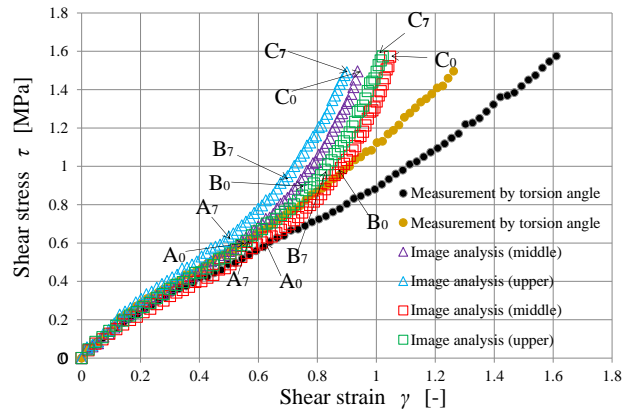 1.8
1.6
1.4
1.2
1
0.8
0.6
0.4
0.2
0
0
0.2
0.4
0.6
0.8
1
1.2
1.4
1.6
1.8
Shear stress τ [MPa]
Shear strain γ [-]
C7
C0
B7
B0
A7
A0
C7
C0
B0
B7
A7
A0
Measurement by torsion angle
Measurement by torsion angle
Image analysis (middle)
Image analysis (upper)
Image analysis (middle)
Image analysis (upper)